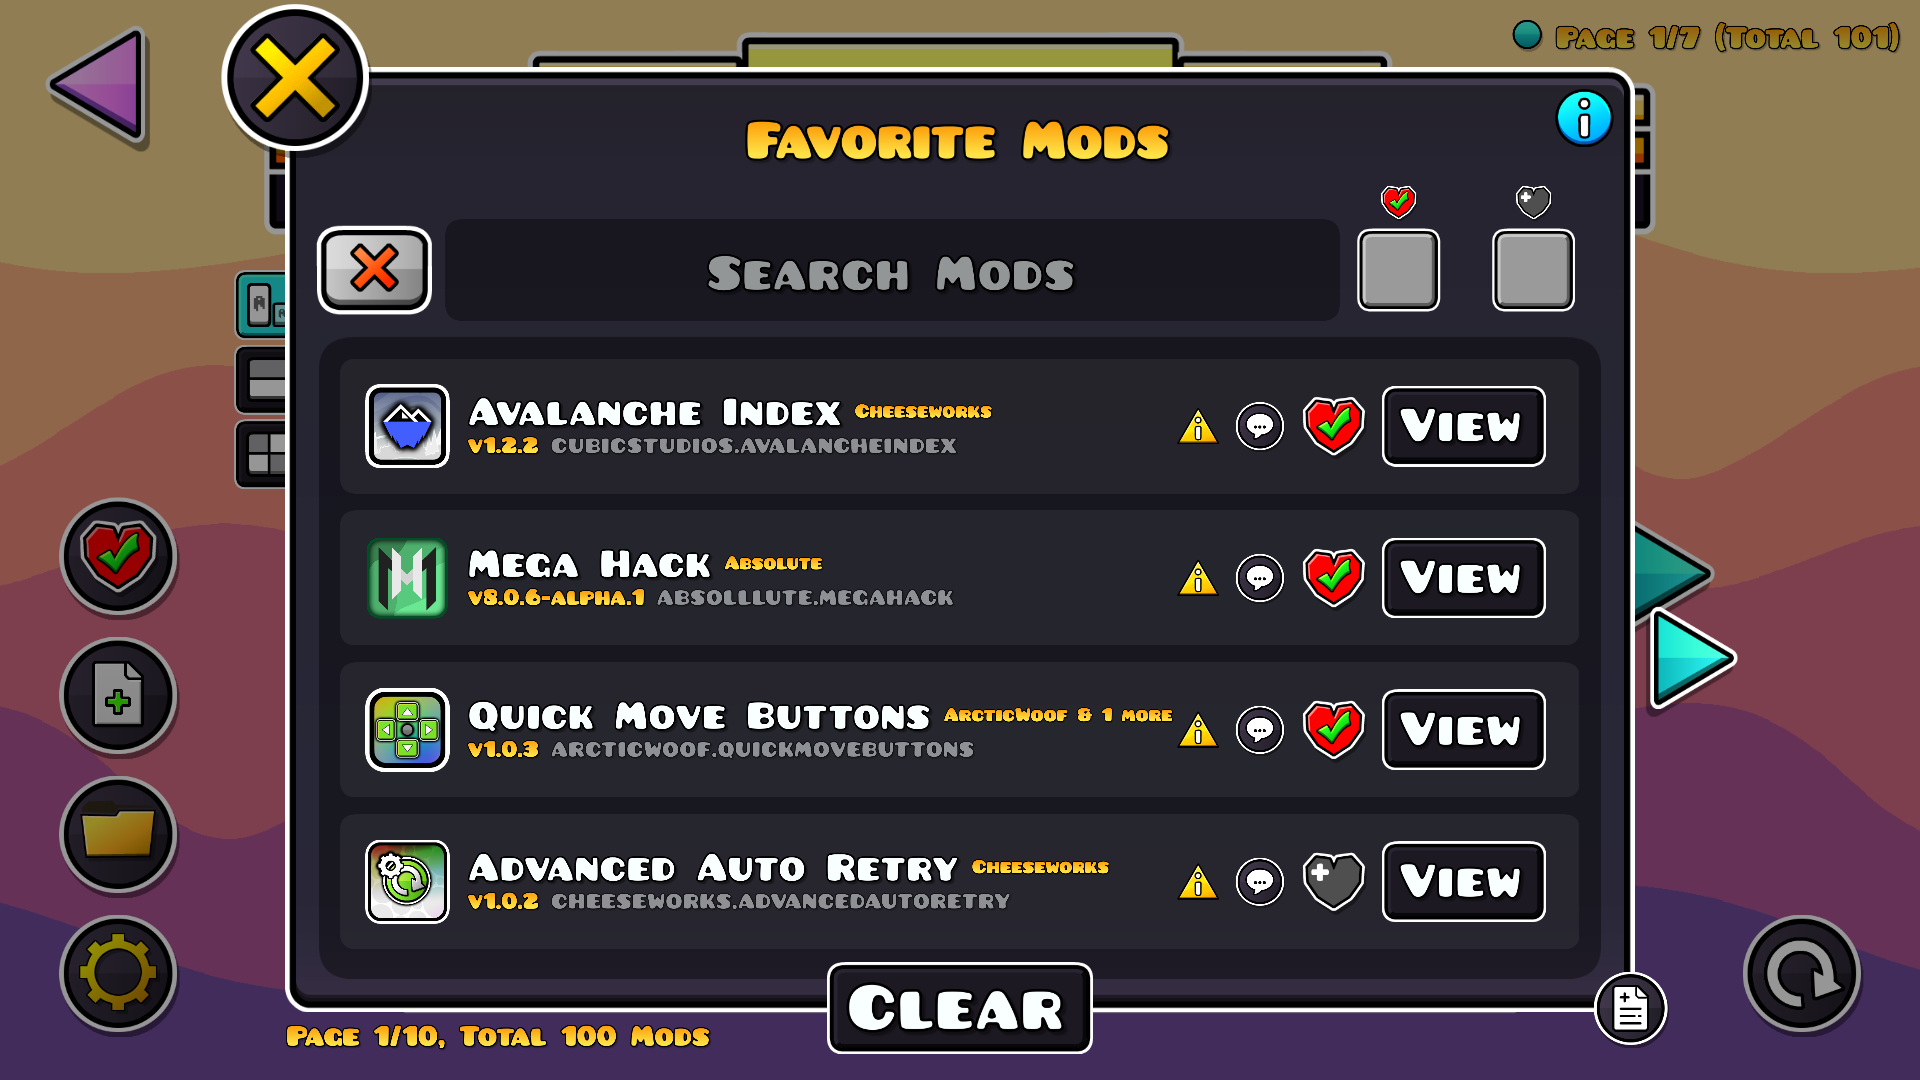 Page 1/7 (Total 101)
Favorite Mods
Search Mods
Avalanche Index Cheeseworks
v1.2.2 cubicstudios.avalancheindex
View
Mega Hack Absolute
v8.0.6-alpha.1 absolllute.megahack
View
Quick Move Buttons ArcticWoof & 1 more
v1.0.3 arcticwoof.quickmovebuttons
View
Advanced Auto Retry Cheeseworks
v1.0.2 cheeseworks.advancedautoretry
View
Clear
Page 1/10, Total 100 Mods